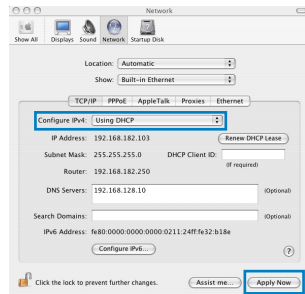 Network
Show All
Displays Sound Network Startup Disk
Location: Automatic
Show: Built-in Ethernet
TCP/IP PPPoE AppleTalk Proxies Ethernet
Configure IPv4: Using DHCP
IP Address: 192.168.182.103 Renew DHCP Lease
Subnet Mask: 255.255.255.0 DHCP Client ID:
(If required)
Router: 192.168.182.250
DNS Servers: 192.168.128.10 (Optional)
Search Domains: (Optional)
IPv6 Address: fe80:0000:0000:0000:0211:24ff:fe32:b18e
Configure IPv6... ?
Click the lock to prevent further changes. Assist me... Apply Now